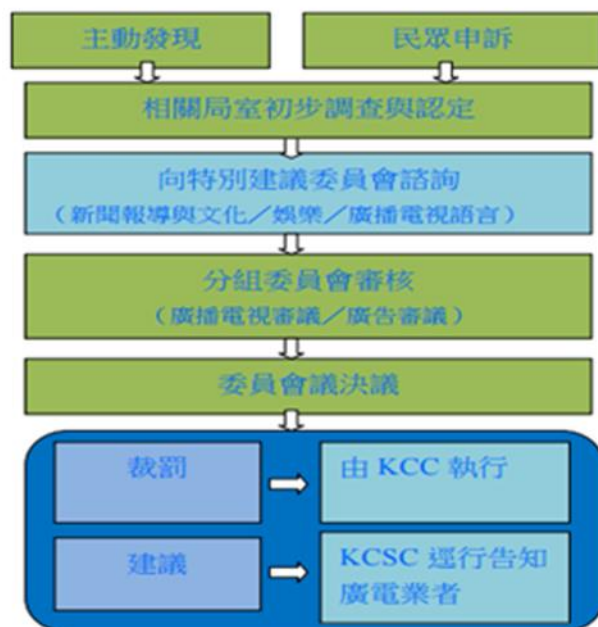 主動發現
民眾申訴
相關局室初步調查與認定
向特別建議委員會諮詢
（新聞報導與文化／娛樂／廣播電視語言）
分組委員會審核
（廣播電視審議／廣告審議）
委員會議決議
裁罰
由 KCC 執行
建議
KCSC 逕行告知
廣電業者